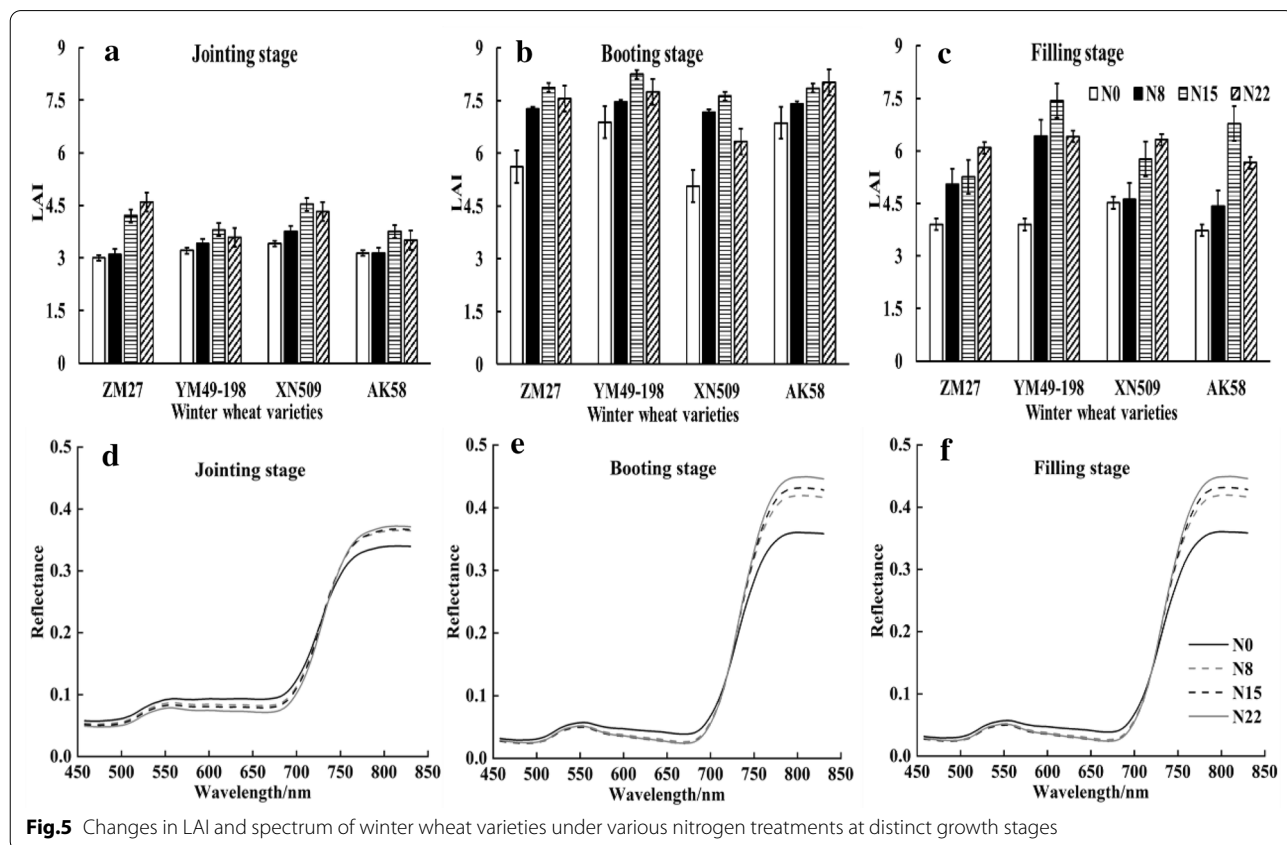 a Jointing stage
9
7.5
6
4.5
3
1.5
0
LAI
ZM27 YM49-198 XN509 AK58
Winter wheat varieties
b Booting stage
9
7.5
6
4.5
3
1.5
0
LAI
ZM27 YM49-198 XN509 AK58
Winter wheat varieties
c Filling stage
N0 N8 N15 N22
9
7.5
6
4.5
3
1.5
0
LAI
ZM27 YM49-198 XN509 AK58
Winter wheat varieties
d Jointing stage
0.5
0.4
0.3
0.2
0.1
0.0
Reflectance
450 500 550 600 650 700 750 800 850
Wavelength/nm
e Booting stage
0.5
0.4
0.3
0.2
0.1
0.0
Reflectance
450 500 550 600 650 700 750 800 850
Wavelength/nm
f Filling stage
0.5
0.4
0.3
0.2
0.1
0.0
Reflectance
N0
N8
N15
N22
450 500 550 600 650 700 750 800 850
Wavelength/nm
Fig.5 Changes in LAI and spectrum of winter wheat varieties under various nitrogen treatments at distinct growth stages